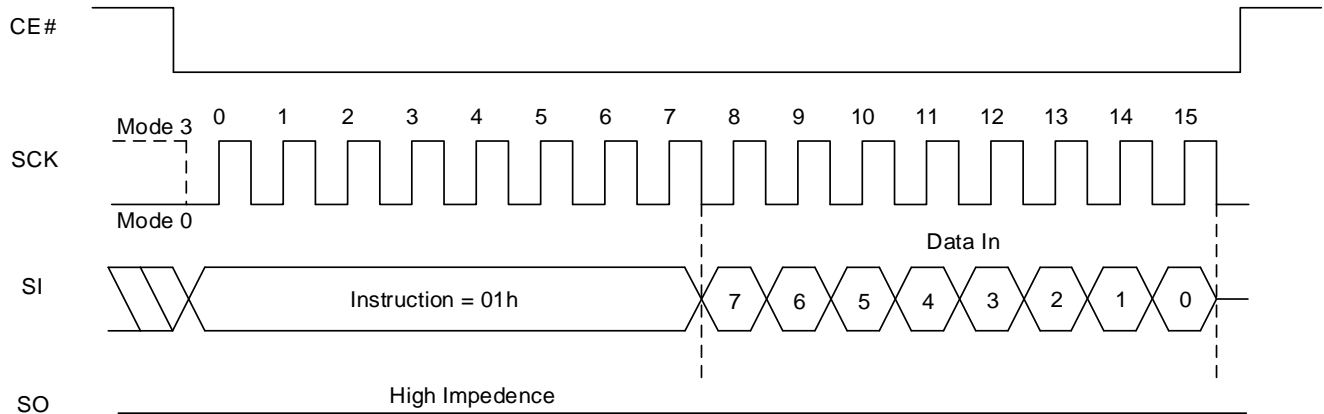 CE#
0 1 2 3 4 5 6 7 8 9 10 11 12 13 14 15
Mode 3
SCK
Mode 0
Data In
SI
Instruction = 01h
7 6 5 4 3 2 1 0
High Impedence
SO